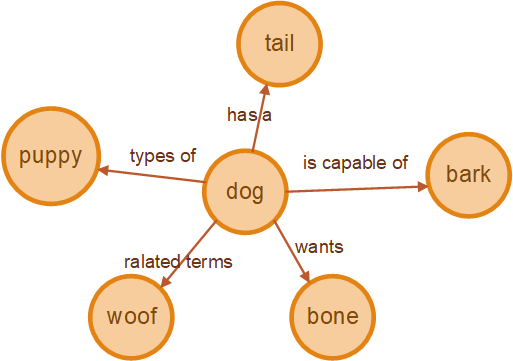 tail
has a
puppy
types of
is capable of
bark
dog
ralated terms
wants
woof
bone